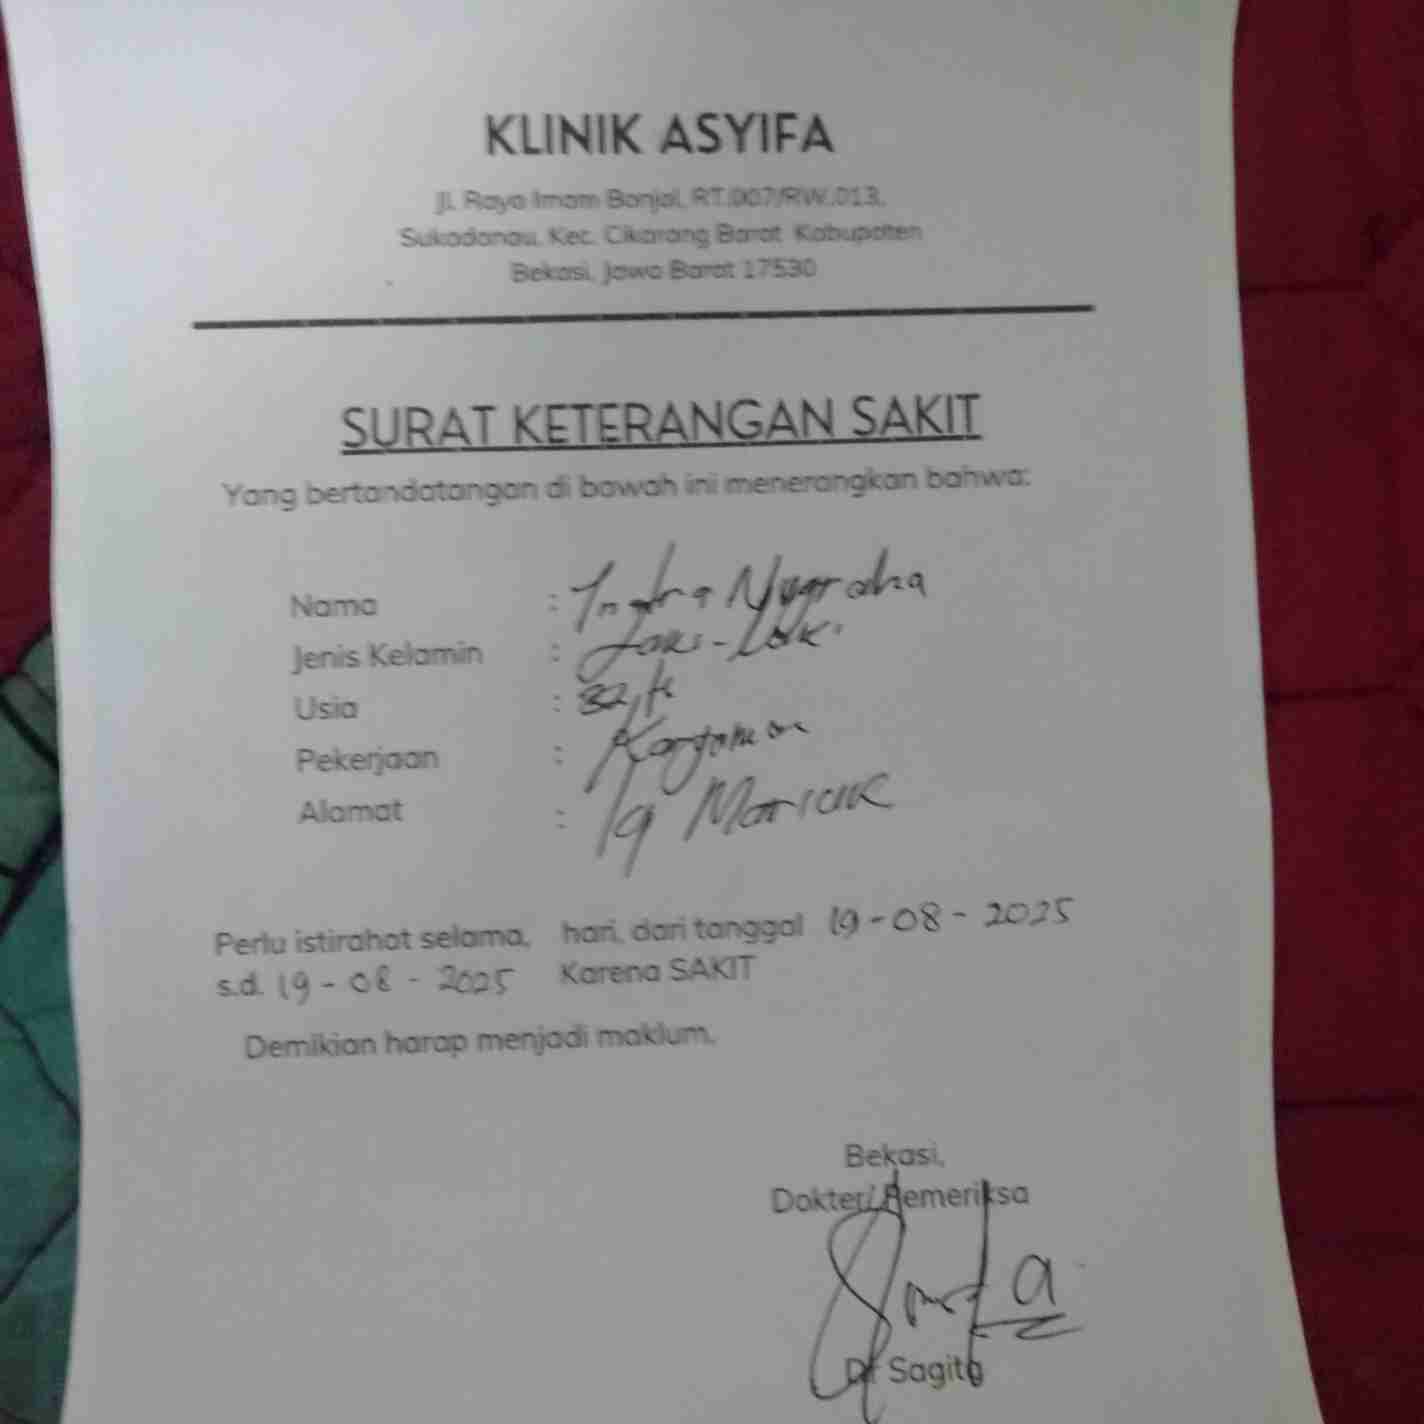 KLINIK ASYIFA
Jl. Raya Imam Bonjol, RT.007/RW.013,
Sukadanau, Kec. Cikarang Barat Kabupaten
Bekasi, Jawa Barat 17530
SURAT KETERANGAN SAKIT
Yang bertandatangan di bawah ini menerangkan bahwa:
Nama : Indra Nugraha
Jenis Kelamin : Laki-Laki
Usia : 32
Pekerjaan : Karyawan
Alamat :
Perlu istirahat selama, hari, dari tanggal 19-08-2025
s.d. 19-08-2025 Karena SAKIT
Demikian harap menjadi maklum,
Bekasi,
Dokter/ Pemeriksa
Dr Sagita